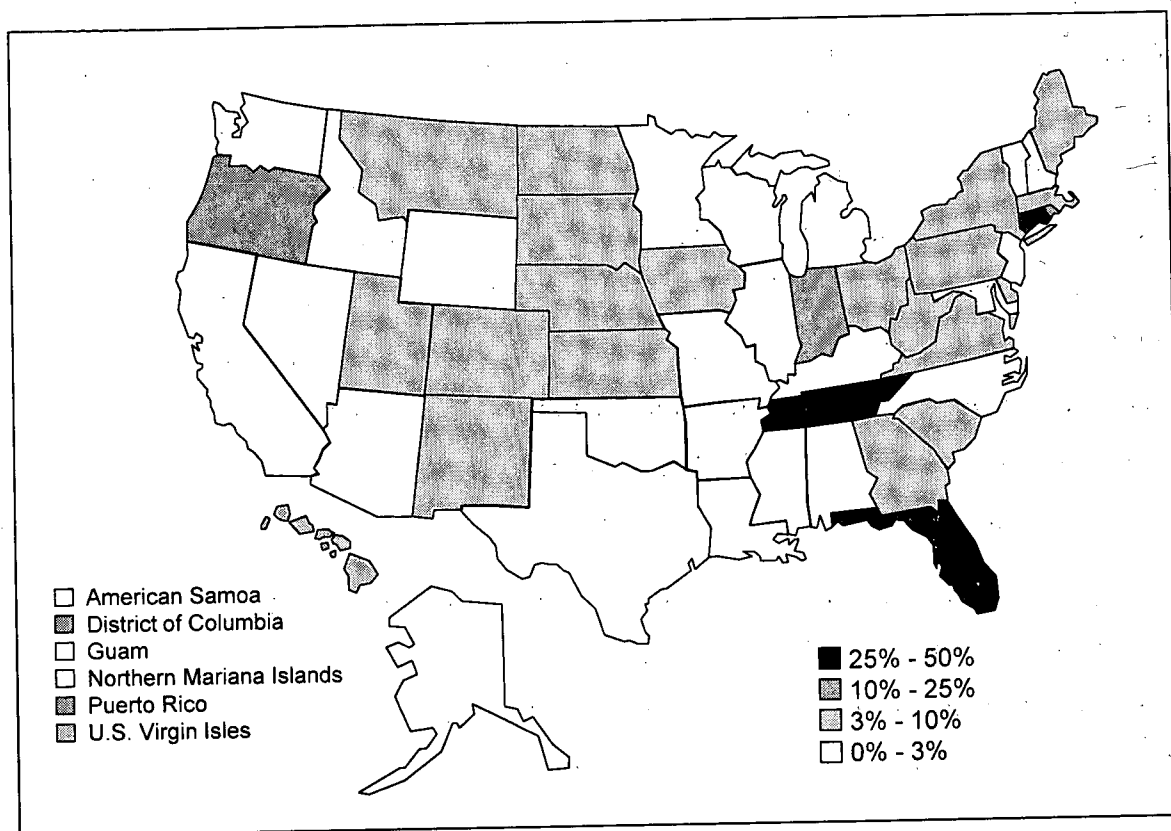 American Samoa
District of Columbia
Guam
Northern Mariana Islands
Puerto Rico
U.S. Virgin Isles
25% - 50%
10% - 25%
3% - 10%
0% - 3%